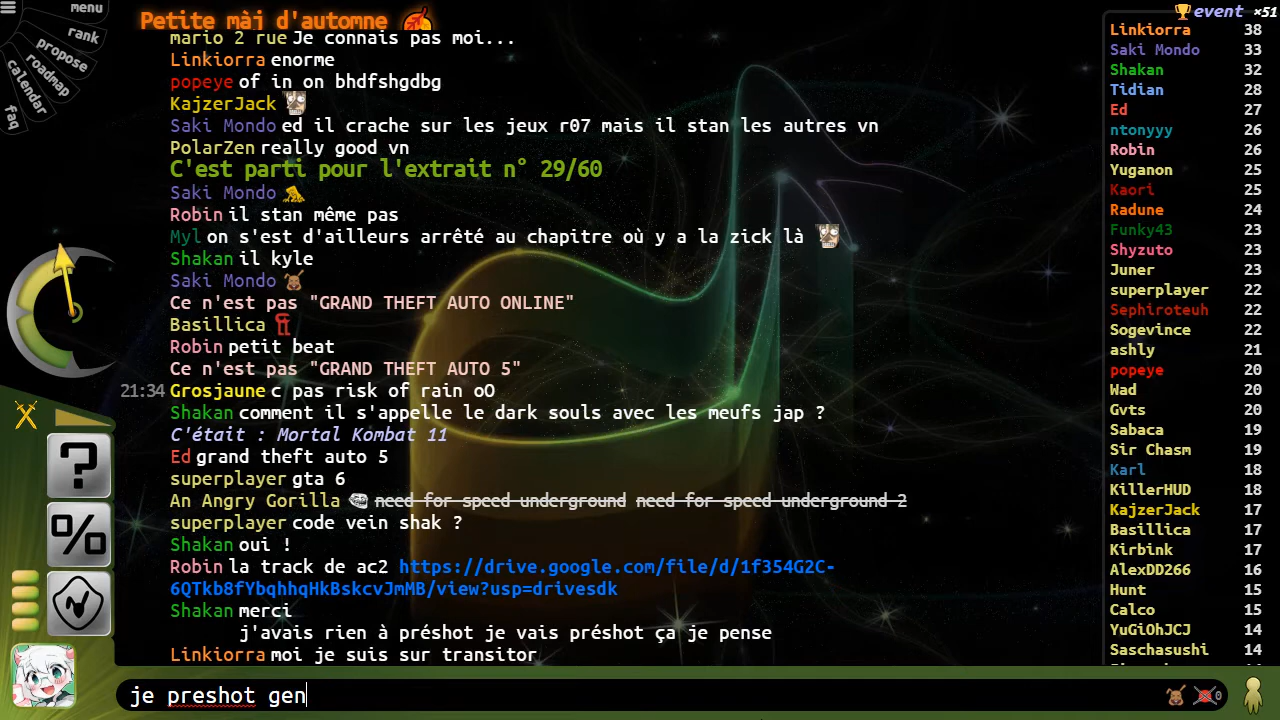 menu
rank
propose
roadmap
calendar
faq
Petite màj d'automne
event ×51
mario 2 rue Je connais pas moi...
Linkiorra enorme
popeye of in on bhdfshgdbg
KajzerJack
Saki Mondo ed il crache sur les jeux r07 mais il stan les autres vn
PolarZen really good vn
C'est parti pour l'extrait n° 29/60
Saki Mondo
Robin il stan même pas
Myl on s'est d'ailleurs arrêté au chapitre où y a la zick là
Shakan il kyle
Saki Mondo
Ce n'est pas "GRAND THEFT AUTO ONLINE"
Basillica
Robin petit beat
Ce n'est pas "GRAND THEFT AUTO 5"
21:34 Grosjaune c pas risk of rain oO
Shakan comment il s'appelle le dark souls avec les meufs jap ?
C'était : Mortal Kombat 11
Ed grand theft auto 5
superplayer gta 6
An Angry Gorilla need for speed underground need for speed underground 2
superplayer code vein shak ?
Shakan oui !
Robin la track de ac2 https://drive.google.com/file/d/1f354G2C-
6QTkb8fYbqhhqHkBskcvJmMB/view?usp=drivesdk
Shakan merci
j'avais rien à préshot je vais préshot ça je pense
Linkiorra moi je suis sur transitor
je preshot gen
0
?
%
Linkiorra 38
Saki Mondo 33
Shakan 32
Tidian 28
Ed 27
ntonyyy 26
Robin 26
Yuganon 25
Kaori 25
Radune 24
Funky43 23
Shyzuto 23
Juner 23
superplayer 22
Sephiroteuh 22
Sogevince 22
ashly 21
popeye 20
Wad 20
Gvts 20
Sabaca 19
Sir Chasm 19
Karl 18
KillerHUD 18
KajzerJack 17
Basillica 17
Kirbink 17
AlexDD266 16
Hunt 15
Calco 15
YuGiOhJCJ 14
Saschasushi 14